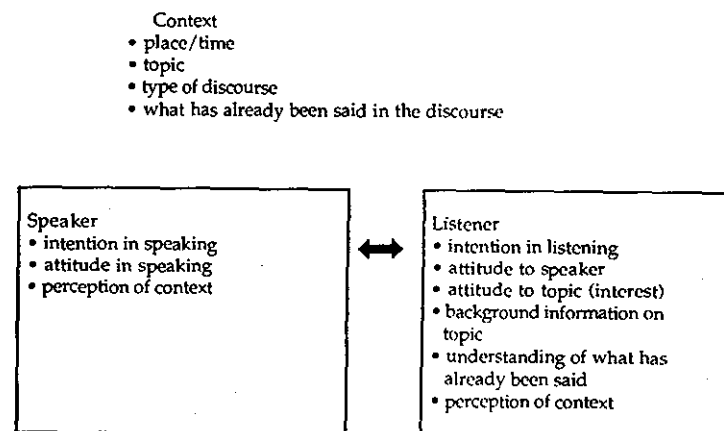 Context
• place/time
• topic
• type of discourse
• what has already been said in the discourse
Speaker
• intention in speaking
• attitude in speaking
• perception of context
Listener
• intention in listening
• attitude to speaker
• attitude to topic (interest)
• background information on
topic
• understanding of what has
already been said
• perception of context